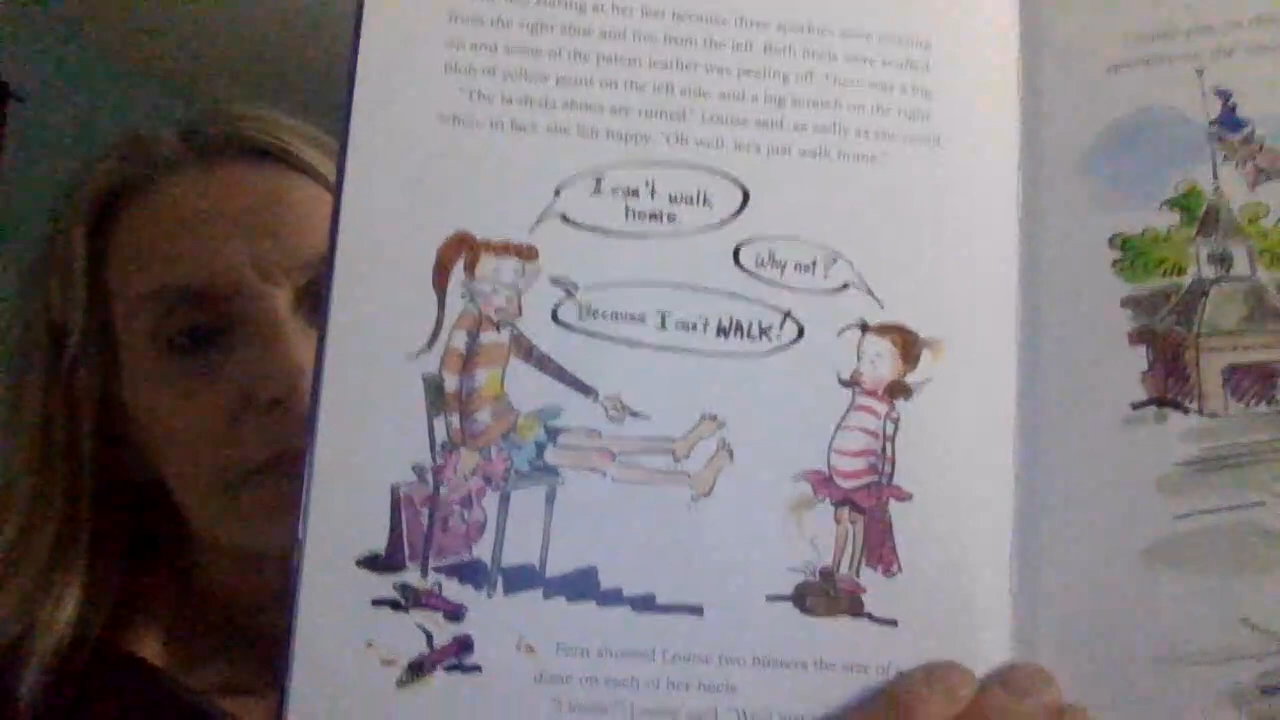 staring at her feet because three sparkles were missing
from the right shoe and five from the left. Both heels were scuffed
up and some of the patent leather was peeling off. There was a big
blob of yellow paint on the left side, and a big scratch on the right.
shoes are ruined," Louise said, as sadly as she could
when in fact, she felt happy. "Oh well, let's just walk home."
I can't walk
home.
Why not?
Because I can't WALK!
Fern showed Louise two blisters the size of a
dime on each of her heels.